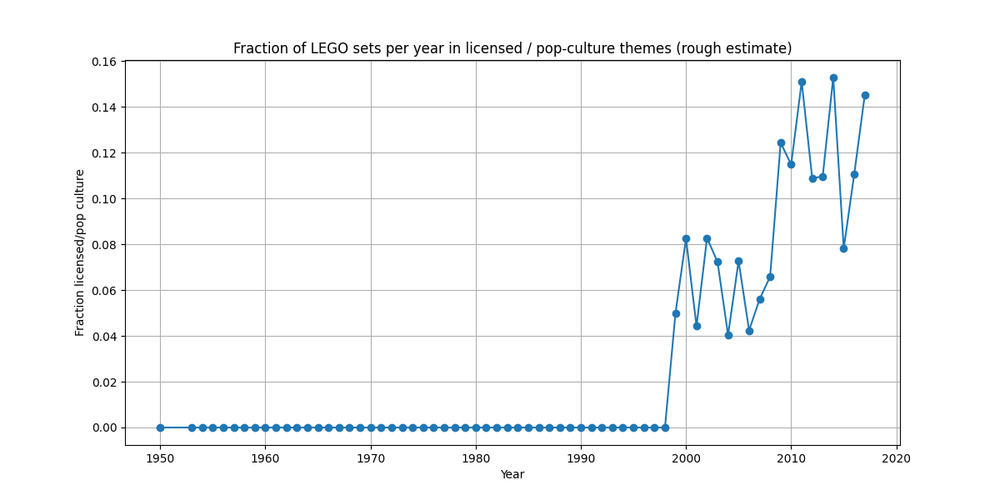 Fraction of LEGO sets per year in licensed / pop-culture themes (rough estimate)
Fraction licensed/pop culture
0.16
0.14
0.12
0.10
0.08
0.06
0.04
0.02
0.00
1950 1960 1970 1980 1990 2000 2010 2020
Year